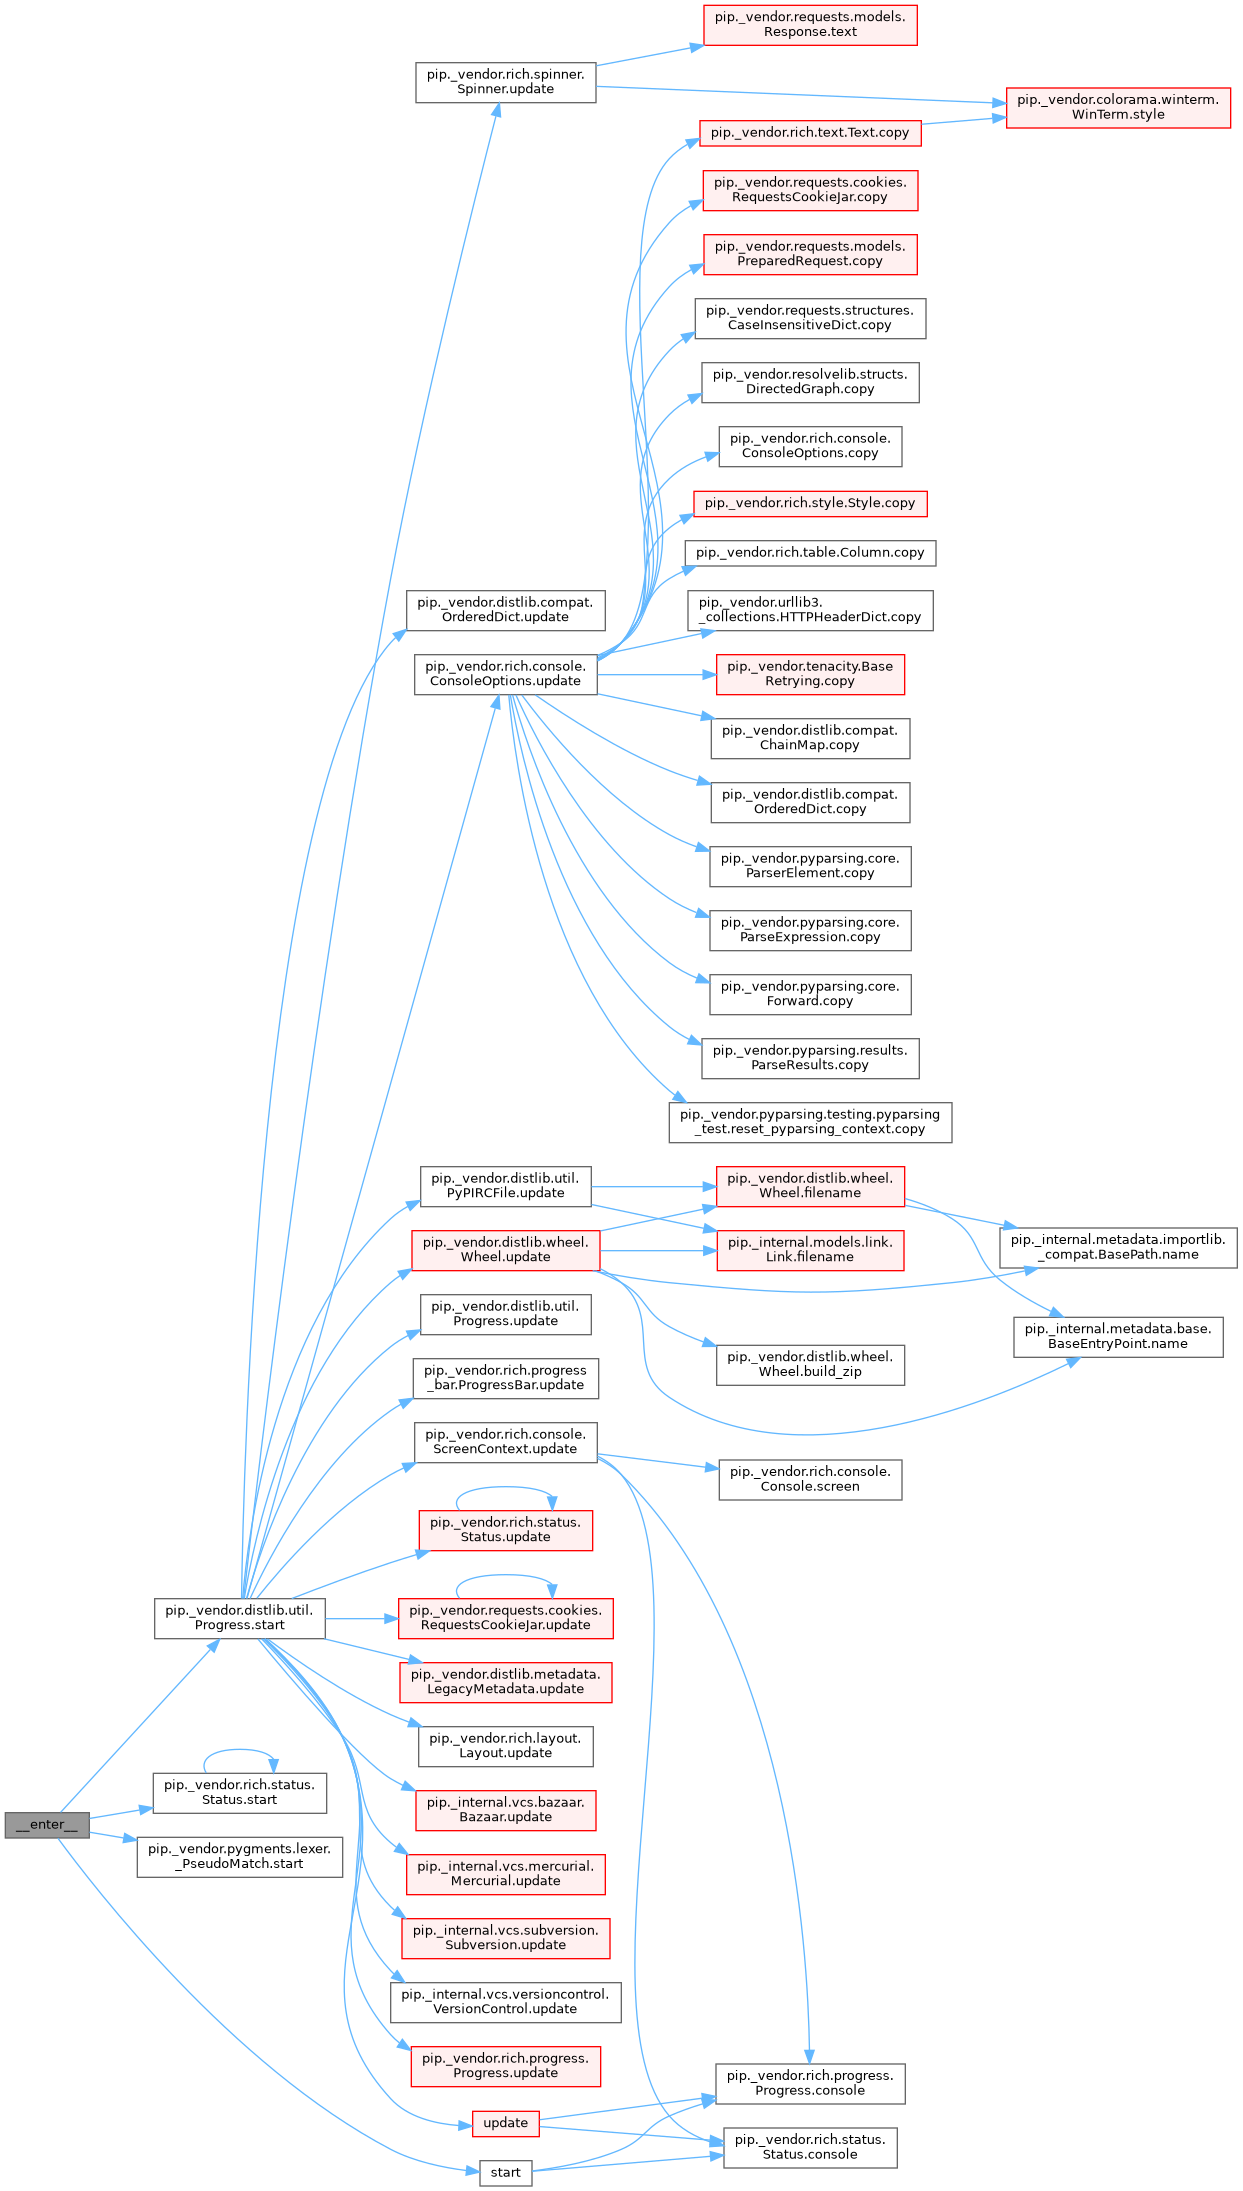 pip._vendor.requests.models.
Response.text
pip._vendor.rich.spinner.
Spinner.update
pip._vendor.colorama.winterm.
WinTerm.style
pip._vendor.rich.text.Text.copy
pip._vendor.requests.cookies.
RequestsCookieJar.copy
pip._vendor.requests.models.
PreparedRequest.copy
pip._vendor.requests.structures.
CaseInsensitiveDict.copy
pip._vendor.resolvelib.structs.
DirectedGraph.copy
pip._vendor.rich.console.
ConsoleOptions.copy
pip._vendor.rich.style.Style.copy
pip._vendor.rich.table.Column.copy
pip._vendor.distlib.compat.
OrderedDict.update
pip._vendor.urllib3.
_collections.HTTPHeaderDict.copy
pip._vendor.rich.console.
ConsoleOptions.update
pip._vendor.tenacity.Base
Retrying.copy
pip._vendor.distlib.compat.
ChainMap.copy
pip._vendor.distlib.compat.
OrderedDict.copy
pip._vendor.pyparsing.core.
ParserElement.copy
pip._vendor.pyparsing.core.
ParseExpression.copy
pip._vendor.pyparsing.core.
Forward.copy
pip._vendor.pyparsing.results.
ParseResults.copy
pip._vendor.pyparsing.testing.pyparsing
_test.reset_pyparsing_context.copy
pip._vendor.distlib.util.
PyPIRCFile.update
pip._vendor.distlib.wheel.
Wheel.filename
pip._vendor.distlib.wheel.
Wheel.update
pip._internal.models.link.
Link.filename
pip._internal.metadata.importlib.
_compat.BasePath.name
pip._vendor.distlib.util.
Progress.update
pip._internal.metadata.base.
BaseEntryPoint.name
pip._vendor.distlib.wheel.
Wheel.build_zip
pip._vendor.rich.progress
_bar.ProgressBar.update
pip._vendor.rich.console.
ScreenContext.update
pip._vendor.rich.console.
Console.screen
pip._vendor.rich.status.
Status.update
pip._vendor.distlib.util.
Progress.start
pip._vendor.requests.cookies.
RequestsCookieJar.update
pip._vendor.distlib.metadata.
LegacyMetadata.update
pip._vendor.rich.layout.
Layout.update
pip._vendor.rich.status.
Status.start
pip._internal.vcs.bazaar.
Bazaar.update
__enter__
pip._vendor.pygments.lexer.
_PseudoMatch.start
pip._internal.vcs.mercurial.
Mercurial.update
pip._internal.vcs.subversion.
Subversion.update
pip._internal.vcs.versioncontrol.
VersionControl.update
pip._vendor.rich.progress.
Progress.update
pip._vendor.rich.progress.
Progress.console
update
pip._vendor.rich.status.
Status.console
start